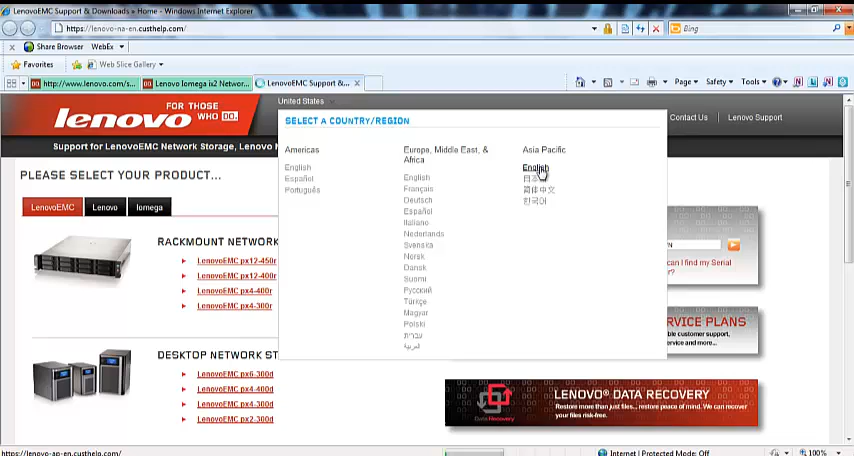 LenovoEMC Support & Downloads » Home - Windows Internet Explorer
https://lenovo-na-en.custhelp.com/
Bing
Share Browser WebEx
Favorites Web Slice Gallery
http://www.lenovo.com/s... Lenovo Iomega ix2 Networ... LenovoEMC Support &...
Page Safety Tools
lenovo FOR THOSE WHO DO.
United States
Contact Us Lenovo Support
Support for LenovoEMC Network Storage, Lenovo
SELECT A COUNTRY/REGION
Americas
English
Español
Português
Europe, Middle East, &
Africa
English
Français
Deutsch
Español
Italiano
Nederlands
Svenska
Norsk
Dansk
Suomi
Русский
Türkçe
Magyar
Polski
עברית
العربية
Asia Pacific
English
日本語
简体中文
한국어
PLEASE SELECT YOUR PRODUCT...
LenovoEMC Lenovo Iomega
RACKMOUNT NETWORK
LenovoEMC px12-450r
LenovoEMC px12-400r
LenovoEMC px4-400r
LenovoEMC px4-300r
DESKTOP NETWORK ST
LenovoEMC px6-300d
LenovoEMC px4-400d
LenovoEMC px4-300d
LenovoEMC px2-300d
can I find my Serial
SERVICE PLANS
customer support,
service and more...
LENOVO® DATA RECOVERY
Restore more than just files... restore peace of mind. We can recover
your files risk-free.
Data Recovery
https://lenovo-ap-en.custhelp.com/
Internet | Protected Mode: Off
100%